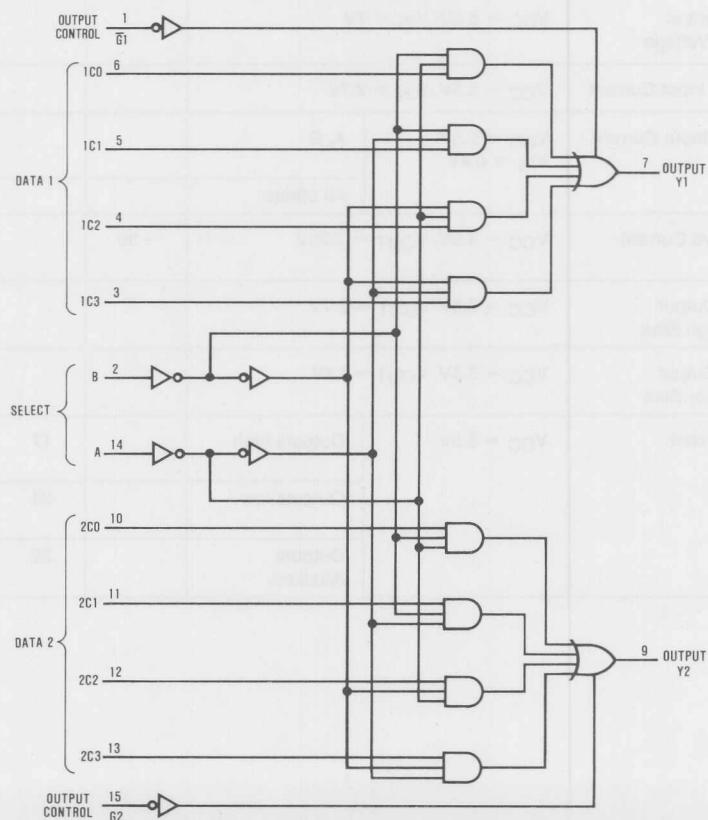 OUTPUT CONTROL 1
G1
1C0 6
1C1 5
DATA 1
1C2 4
1C3 3
7 OUTPUT Y1
B 2
SELECT
A 14
2C0 10
2C1 11
DATA 2
2C2 12
2C3 13
9 OUTPUT Y2
OUTPUT CONTROL 15
G2